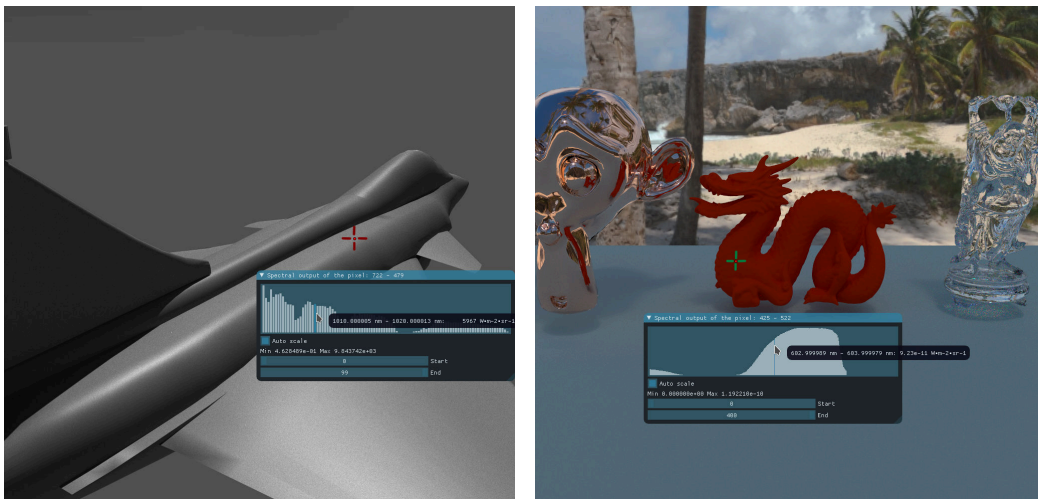 Spectral output of the pixel: 722 - 479
1010.000005 nm - 1020.000013 nm: 5967 W•m-2•sr-1
Auto scale
Min 4.628409e-01 Max 9.843742e+03
0 Start
99 End
Spectral output of the pixel: 425 - 522
602.999989 nm - 603.999979 nm: 9.23e-11 W•m-2•sr-1
Auto scale
Min 0.000000e+00 Max 1.192210e-10
0 Start
400 End